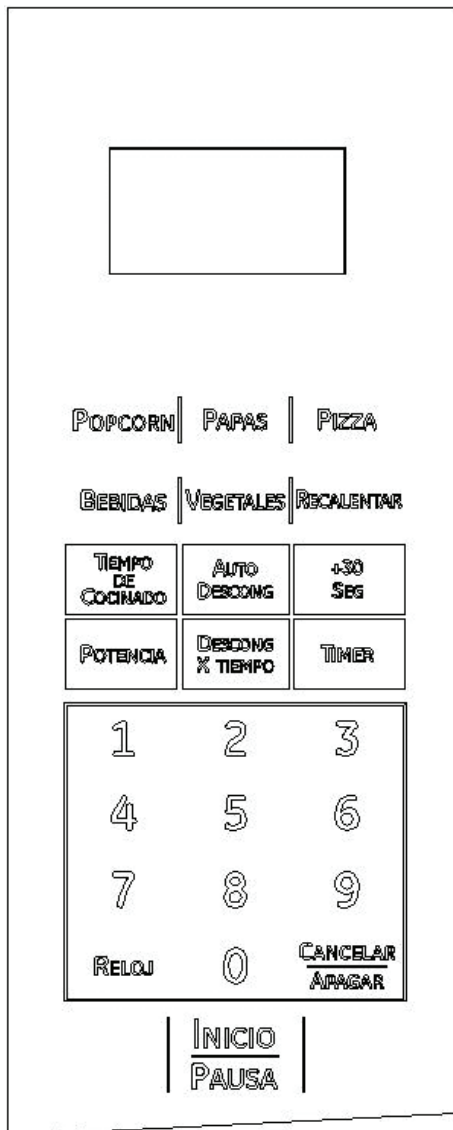 POPCORN PAPAS PIZZA
BEBIDAS VEGETALES RECALENTAR
TIEMPO DE COCINADO
AUTO DESCONG
+30 SEG
POTENCIA
DESCONG X TIEMPO
TIMER
1 2 3
4 5 6
7 8 9
RELOJ 0 CANCELAR
APAGAR
INICIO
PAUSA